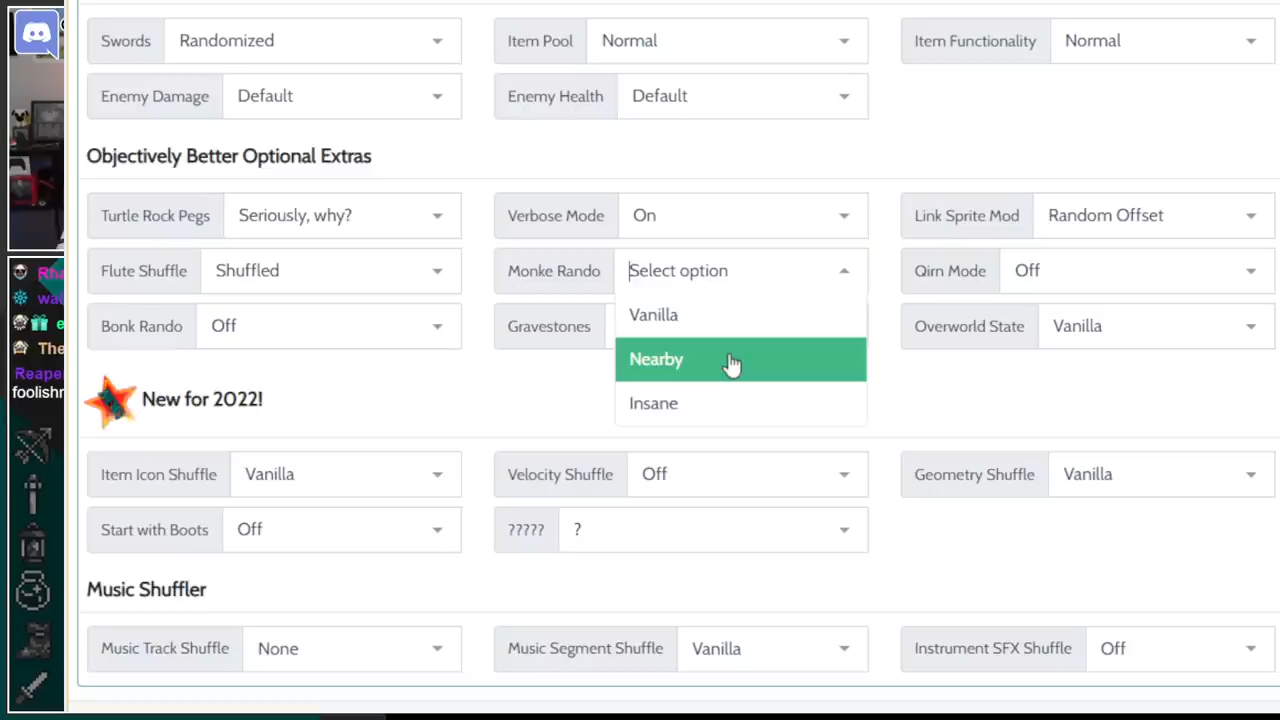 Swords Randomized Item Pool Normal Item Functionality Normal
Enemy Damage Default Enemy Health Default
Objectively Better Optional Extras
Turtle Rock Pegs Seriously, why? Verbose Mode On Link Sprite Mod Random Offset
Flute Shuffle Shuffled Monke Rando Select option Qirn Mode Off
Vanilla
Bonk Rando Off Gravestones Overworld State Vanilla
Nearby
Insane
New for 2022!
Item Icon Shuffle Vanilla Velocity Shuffle Off Geometry Shuffle Vanilla
Start with Boots Off ????? ?
Music Shuffler
Music Track Shuffle None Music Segment Shuffle Vanilla Instrument SFX Shuffle Off
The
Reape
foolishr